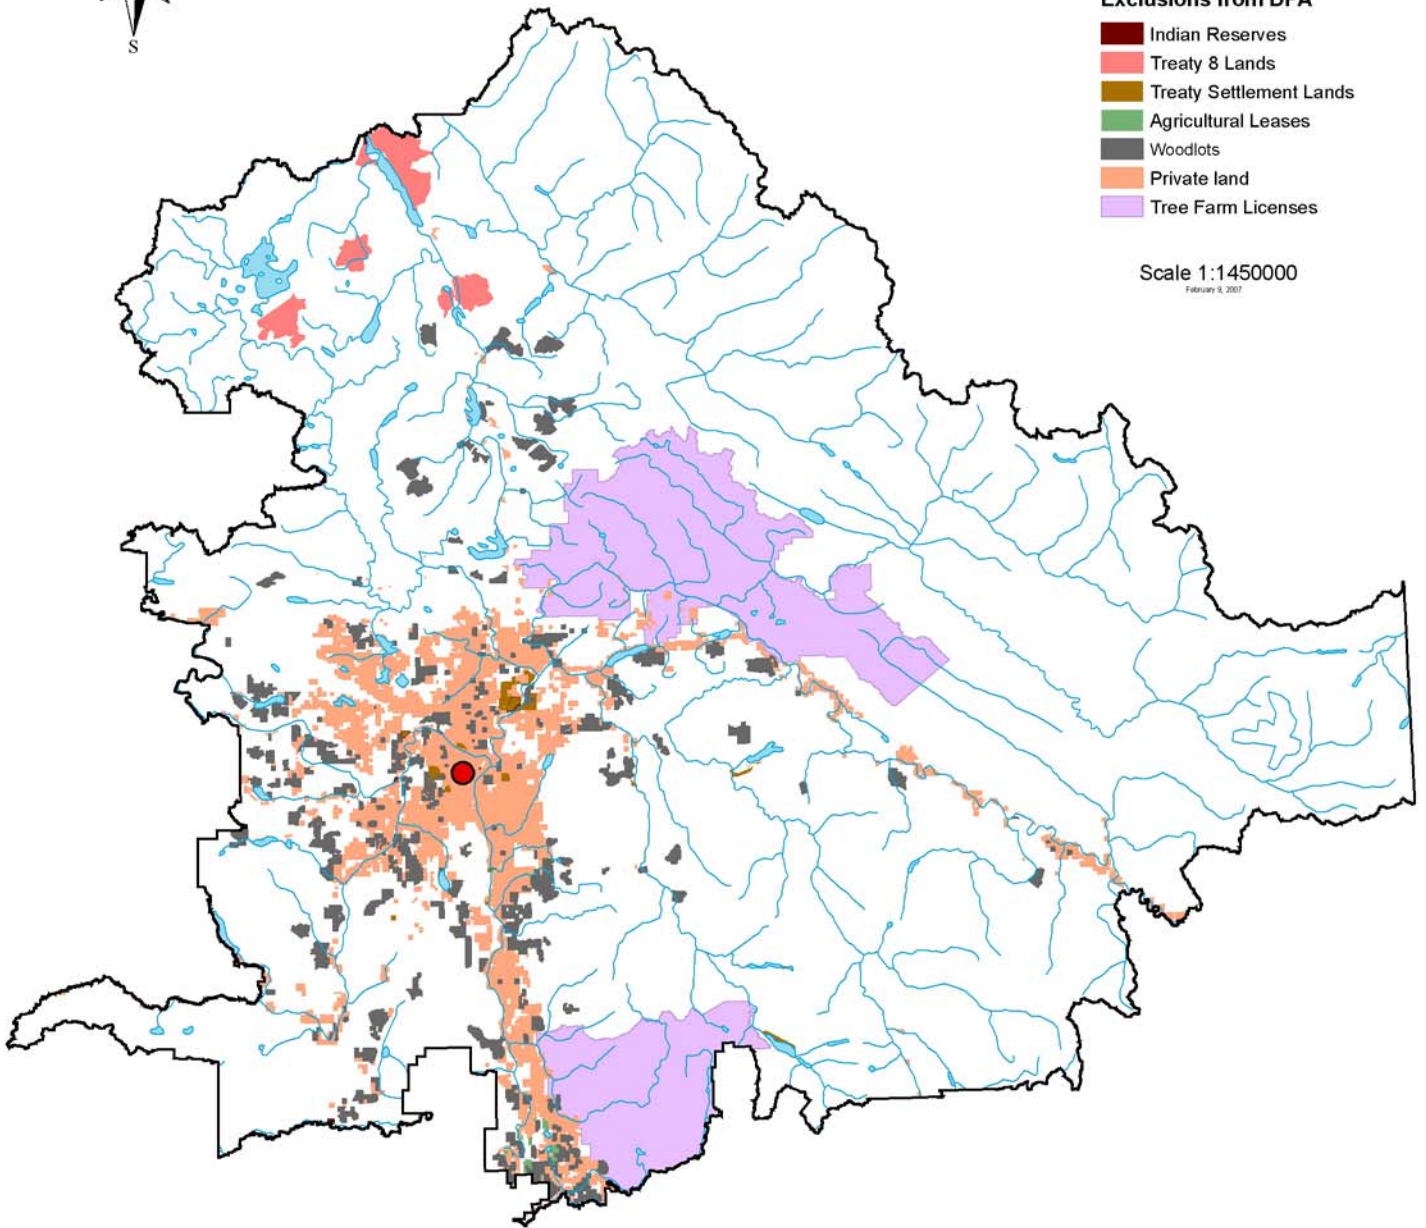 S
Exclusions from DFA
Indian Reserves
Treaty 8 Lands
Treaty Settlement Lands
Agricultural Leases
Woodlots
Private land
Tree Farm Licenses
Scale 1:1450000
February 9, 2007